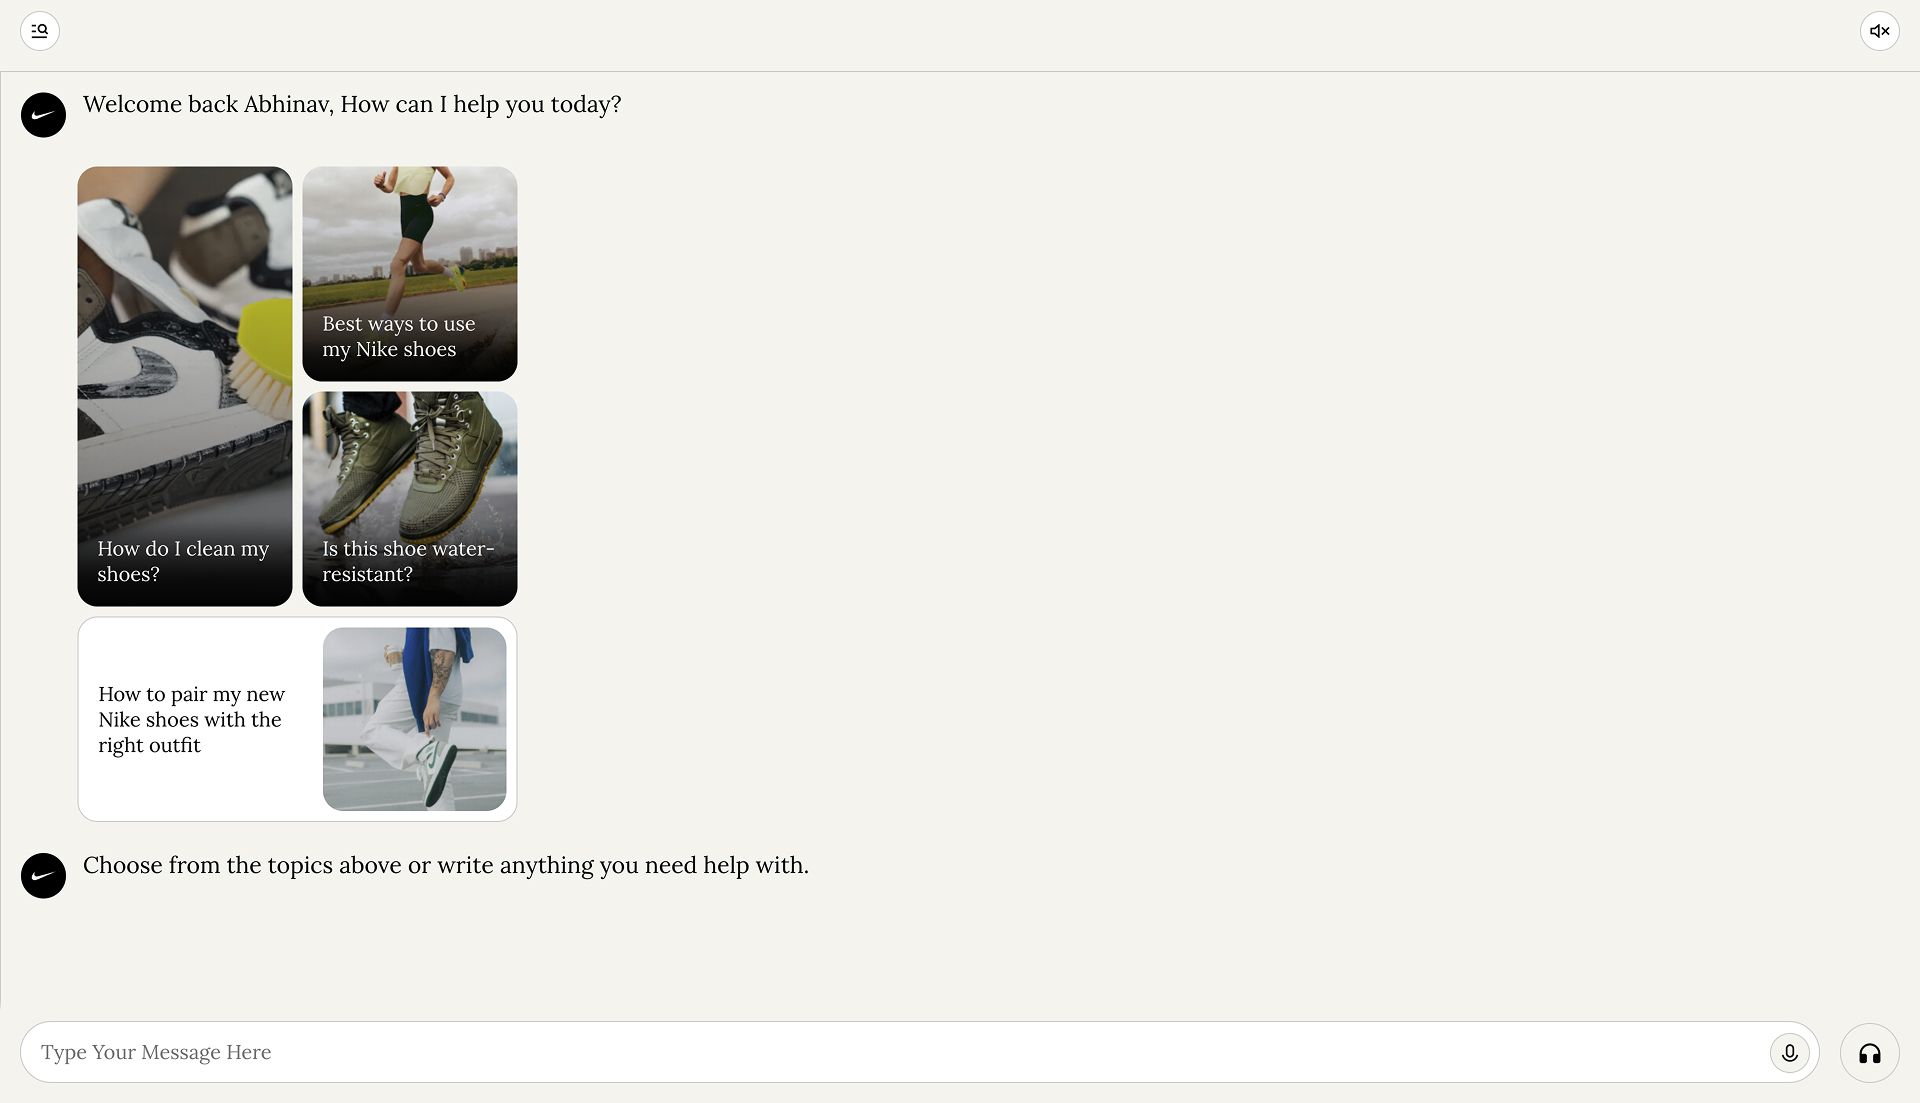 Welcome back Abhinav, How can I help you today?
Best ways to use
my Nike shoes
How do I clean my
shoes?
Is this shoe water-
resistant?
How to pair my new
Nike shoes with the
right outfit
Choose from the topics above or write anything you need help with.
Type Your Message Here